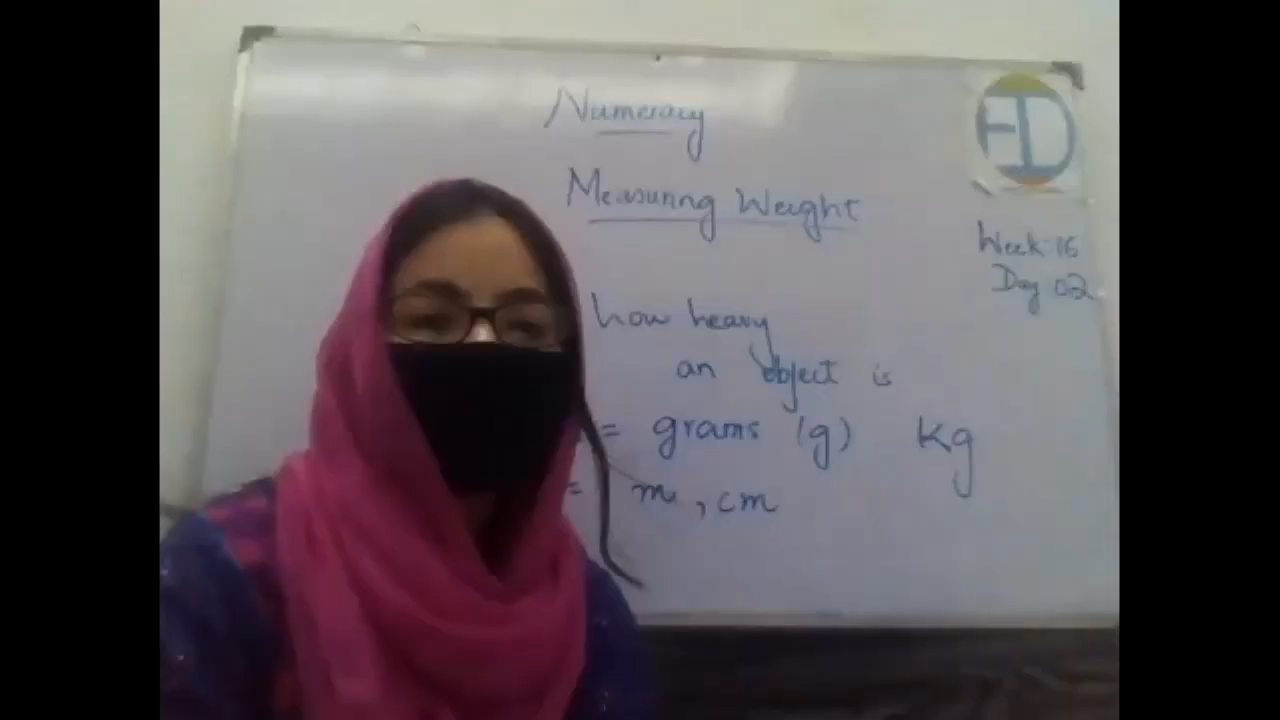 Numeracy
Measuring Weight
Week:16
Day 02
how heavy
an object is
= grams (g) kg
= m, cm